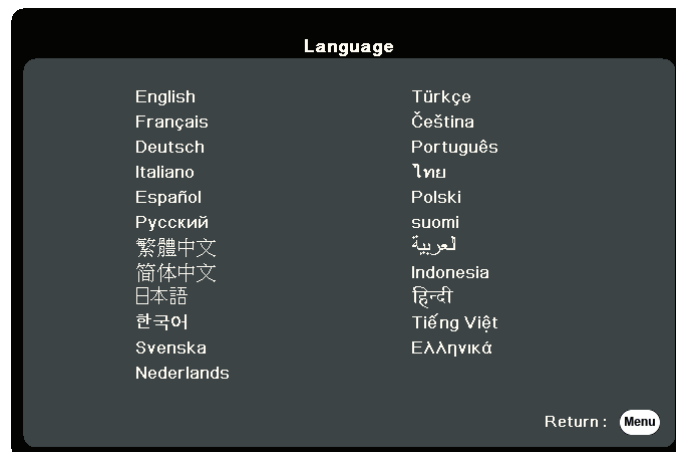 Language
English
Français
Deutsch
Italiano
Español
Русский
繁體中文
简体中文
日本語
한국어
Svenska
Nederlands
Türkçe
Čeština
Português
ไทย
Polski
suomi
العربية
Indonesia
हिन्दी
Tiếng Việt
Ελληνικά
Return: Menu